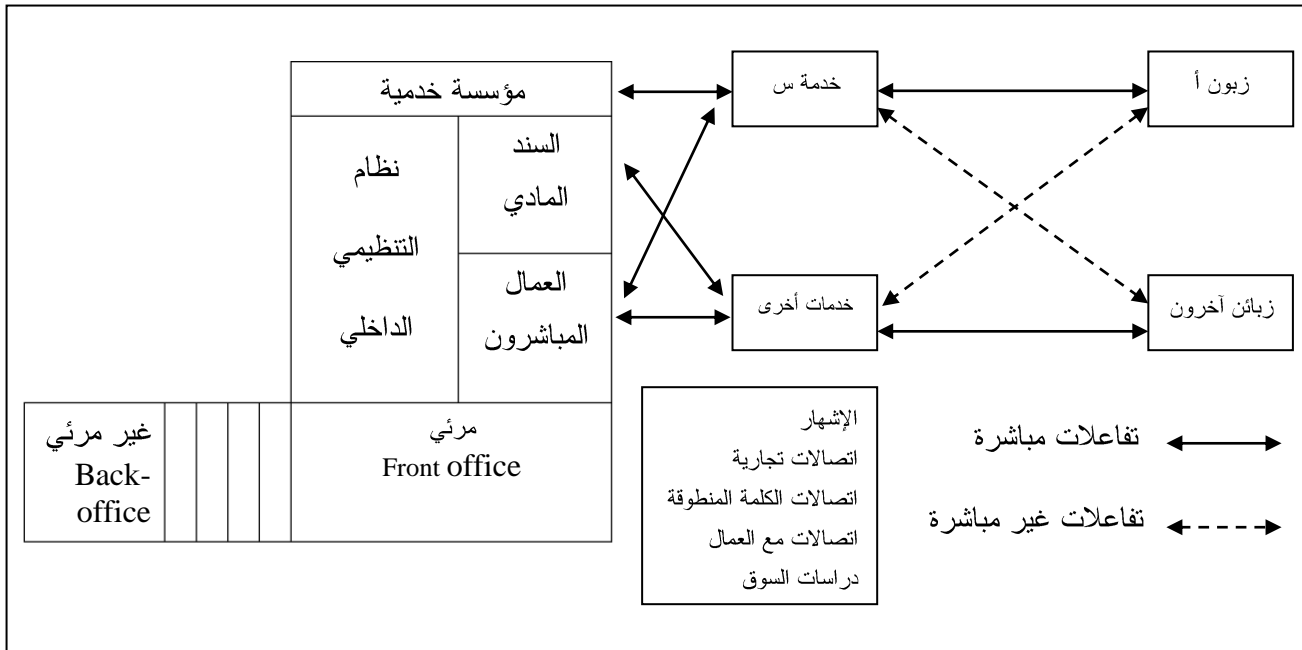 مؤسسة خدمية
خدمة س
زبون أ
نظام
التنظيمي
الداخلي
السند
المادي
العمال
المباشرون
خدمات أخرى
زبائن آخرون
غير مرئي
Back-
office
مرئي
Front office
الإشهار
اتصالات تجارية
اتصالات الكلمة المنطوقة
اتصالات مع العمال
دراسات السوق
تفاعلات مباشرة
تفاعلات غير مباشرة